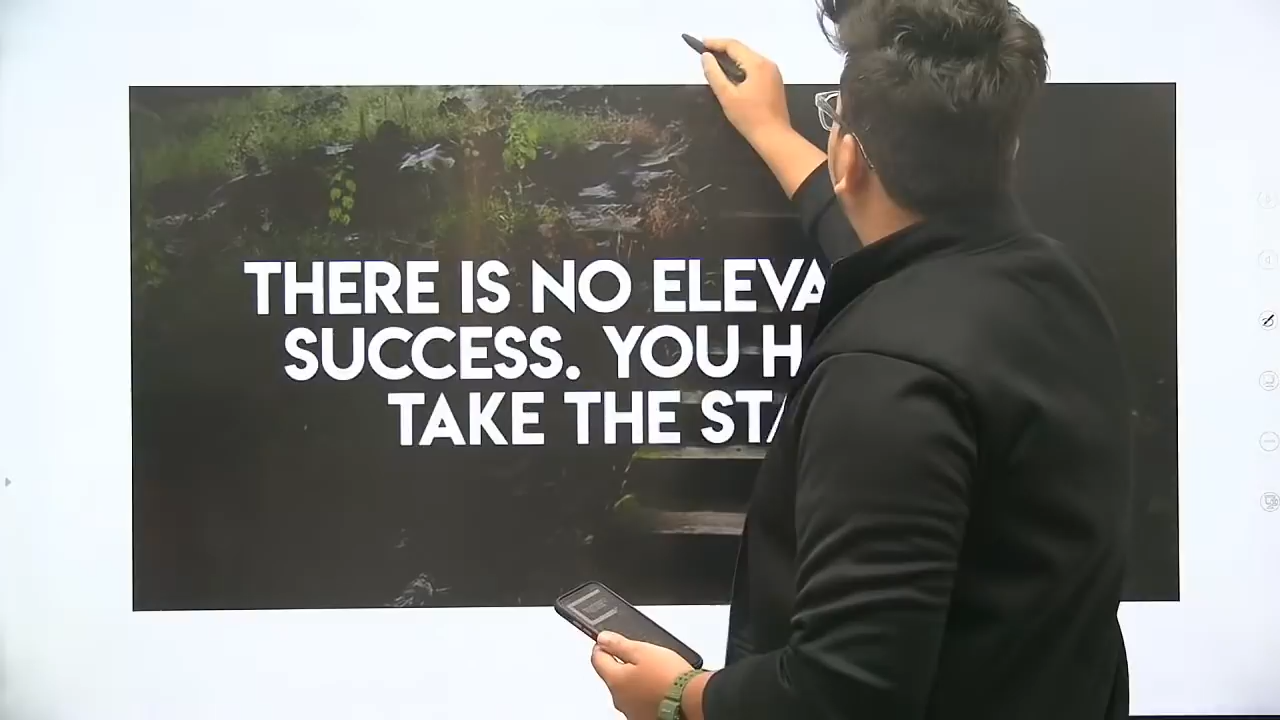 THERE IS NO ELEVA
SUCCESS. YOU H
TAKE THE STA